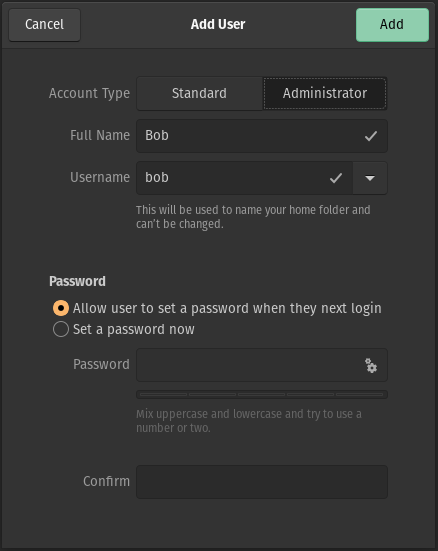 Cancel Add User Add
Account Type Standard Administrator
Full Name Bob
Username bob
This will be used to name your home folder and
can't be changed.
Password
Allow user to set a password when they next login
Set a password now
Password
Mix uppercase and lowercase and try to use a
number or two.
Confirm